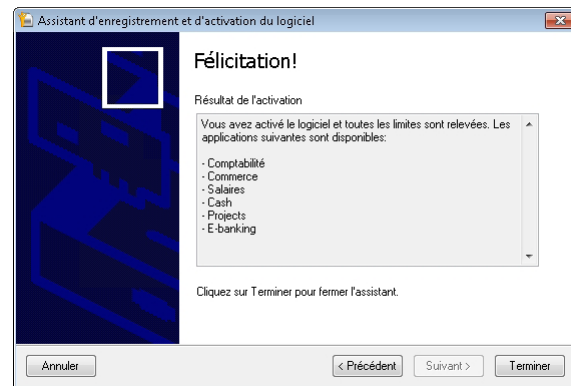 Assistant d'enregistrement et d'activation du logiciel
Félicitation!
Résultat de l'activation
Vous avez activé le logiciel et toutes les limites sont relevées. Les
applications suivantes sont disponibles:
- Comptabilité
- Commerce
- Salaires
- Cash
- Projects
- E-banking
Cliquez sur Terminer pour fermer l'assistant.
Annuler
< Précédent
Suivant >
Terminer